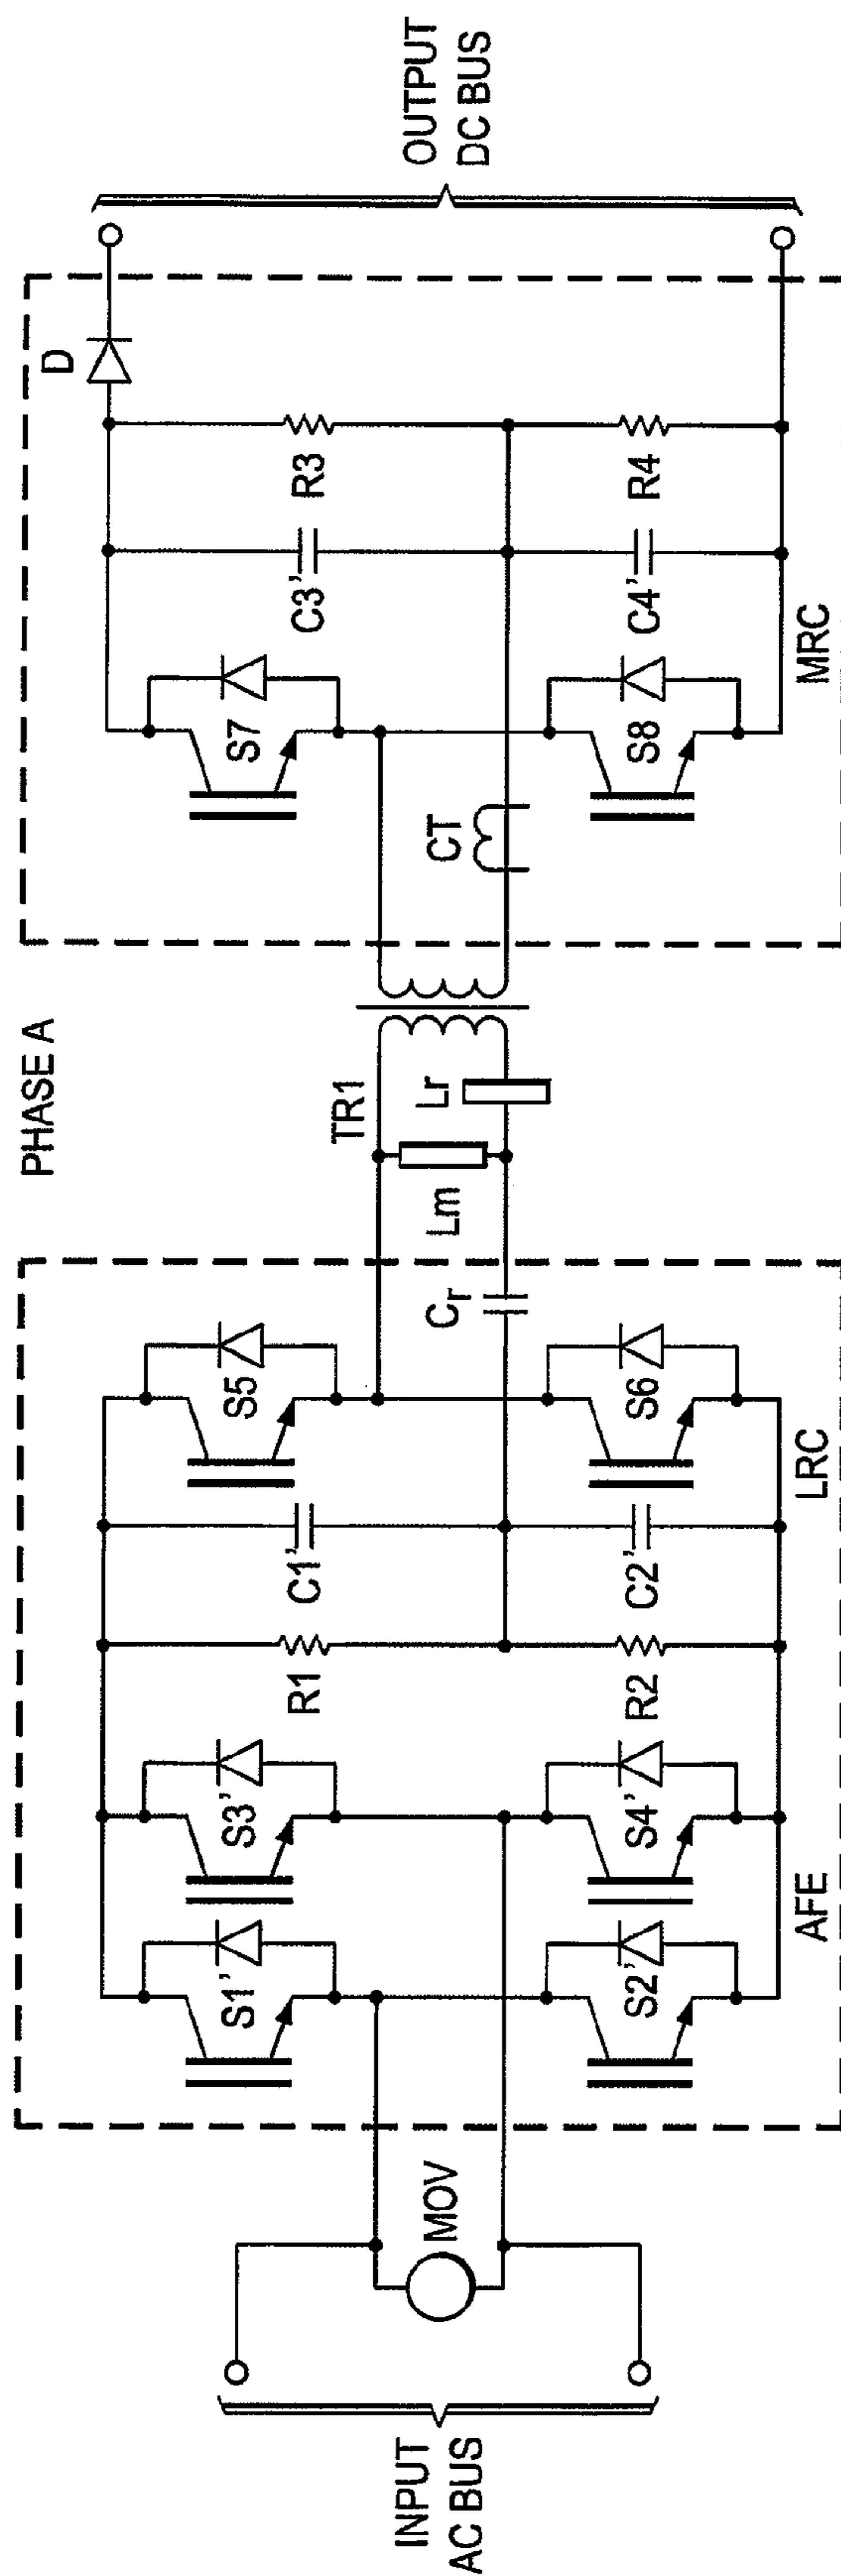 PHASE A
INPUT
AC BUS
MOV
S1'
S2'
AFE
S3'
S4'
R1
R2
C1'
C2'
LRC
S5
S6
Cr
Lm
Lr
TR1
CT
S7
S8
MRC
C3'
C4'
R3
R4
D
OUTPUT
DC BUS